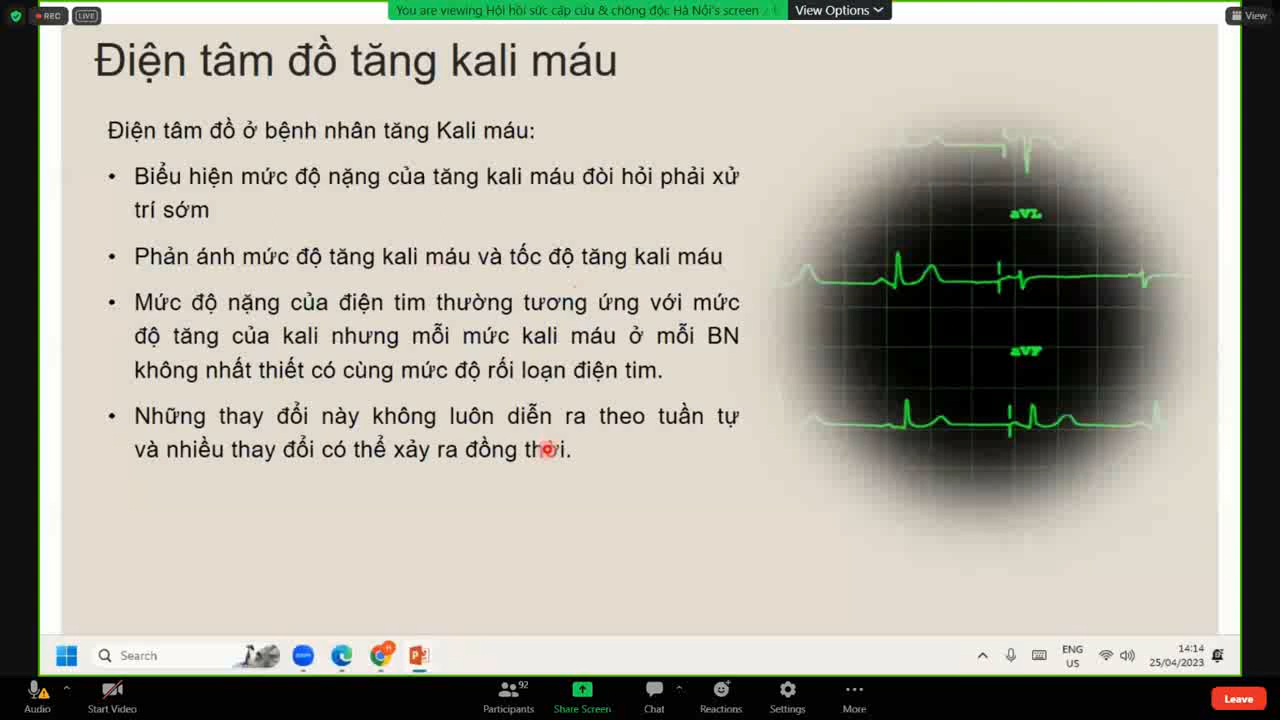 REC
LIVE
You are viewing Hội hồi sức cấp cứu & chống độc Hà Nội's screen
View Options
View
Điện tâm đồ tăng kali máu
Điện tâm đồ ở bệnh nhân tăng Kali máu:
• Biểu hiện mức độ nặng của tăng kali máu đòi hỏi phải xử
trí sớm
• Phản ánh mức độ tăng kali máu và tốc độ tăng kali máu
• Mức độ nặng của điện tim thường tương ứng với mức
độ tăng của kali nhưng mỗi mức kali máu ở mỗi BN
không nhất thiết có cùng mức độ rối loạn điện tim.
• Những thay đổi này không luôn diễn ra theo tuần tự
và nhiều thay đổi có thể xảy ra đồng thời.
aVL
aVF
Search
zoom
H
ENG
US
14:14
25/04/2023
Audio
Start Video
92
Participants
Share Screen
Chat
Reactions
Settings
More
Leave